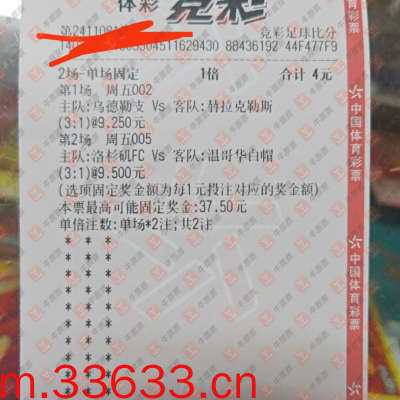 体彩 竞彩
竞彩足球比分
88436192 44F477F9
2场-单场固定 1倍 合计 4元
第1场 周五002
主队:乌德勒支 Vs 客队:赫拉克勒斯
(3:1)@9.250元
第2场 周五005
主队:洛杉矶FC Vs 客队:温哥华白帽
(3:1)@9.500元
(选项固定奖金额为每1元投注对应的奖金额)
本票最高可能固定奖金:37.50元
单倍注数:单场*2注;共2注
* * *
* * *
* * *
* * *
* * *
* * *
* * *
* * *
* * *
* * *
中国体育彩票
中国体育彩票
m.33633.cn